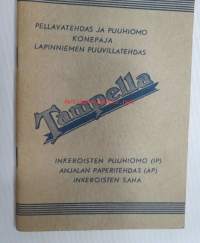 PELLAVATEHDAS JA PUUHIOMO
KONEPAJA
LAPINNIEMEN PUUVILLATEHDAS
Tampella
INKEROISTEN PUUHIOMO (IP)
ANJALAN PAPERITEHDAS (AP)
INKEROISTEN SAHA